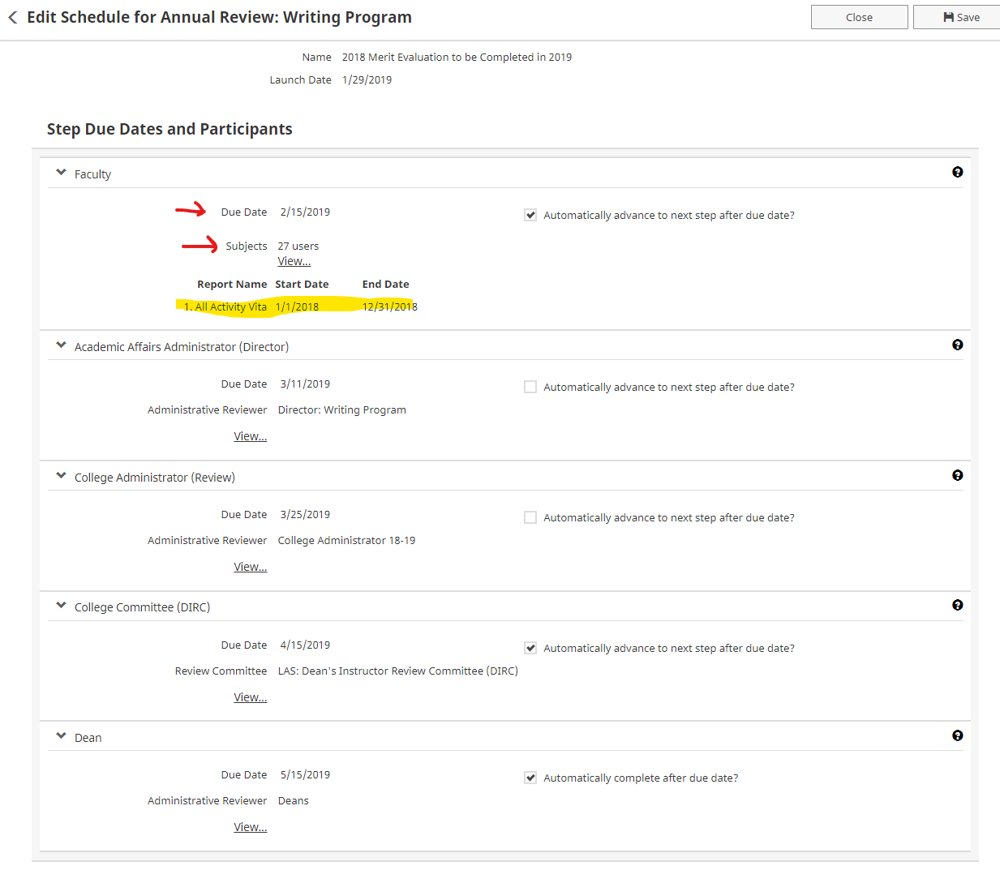 Edit Schedule for Annual Review: Writing Program
Close
Save
Name 2018 Merit Evaluation to be Completed in 2019
Launch Date 1/29/2019
Step Due Dates and Participants
Faculty
Due Date 2/15/2019
Automatically advance to next step after due date?
Subjects 27 users
View...
Report Name Start Date End Date
1. All Activity Vita 1/1/2018 12/31/2018
Academic Affairs Administrator (Director)
Due Date 3/11/2019
Automatically advance to next step after due date?
Administrative Reviewer Director: Writing Program
View...
College Administrator (Review)
Due Date 3/25/2019
Automatically advance to next step after due date?
Administrative Reviewer College Administrator 18-19
View...
College Committee (DIRC)
Due Date 4/15/2019
Automatically advance to next step after due date?
Review Committee LAS: Dean's Instructor Review Committee (DIRC)
View...
Dean
Due Date 5/15/2019
Automatically complete after due date?
Administrative Reviewer Deans
View...